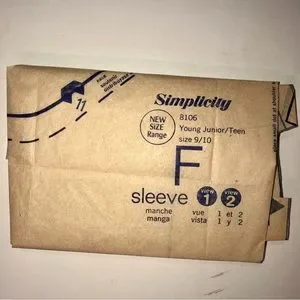 11
Simplicity
NEW
SIZE
Range
8106
Young Junior/Teen
size 9/10
F
sleeve view 1 view 2
manche vue 1 et 2
manga vista 1 y 2